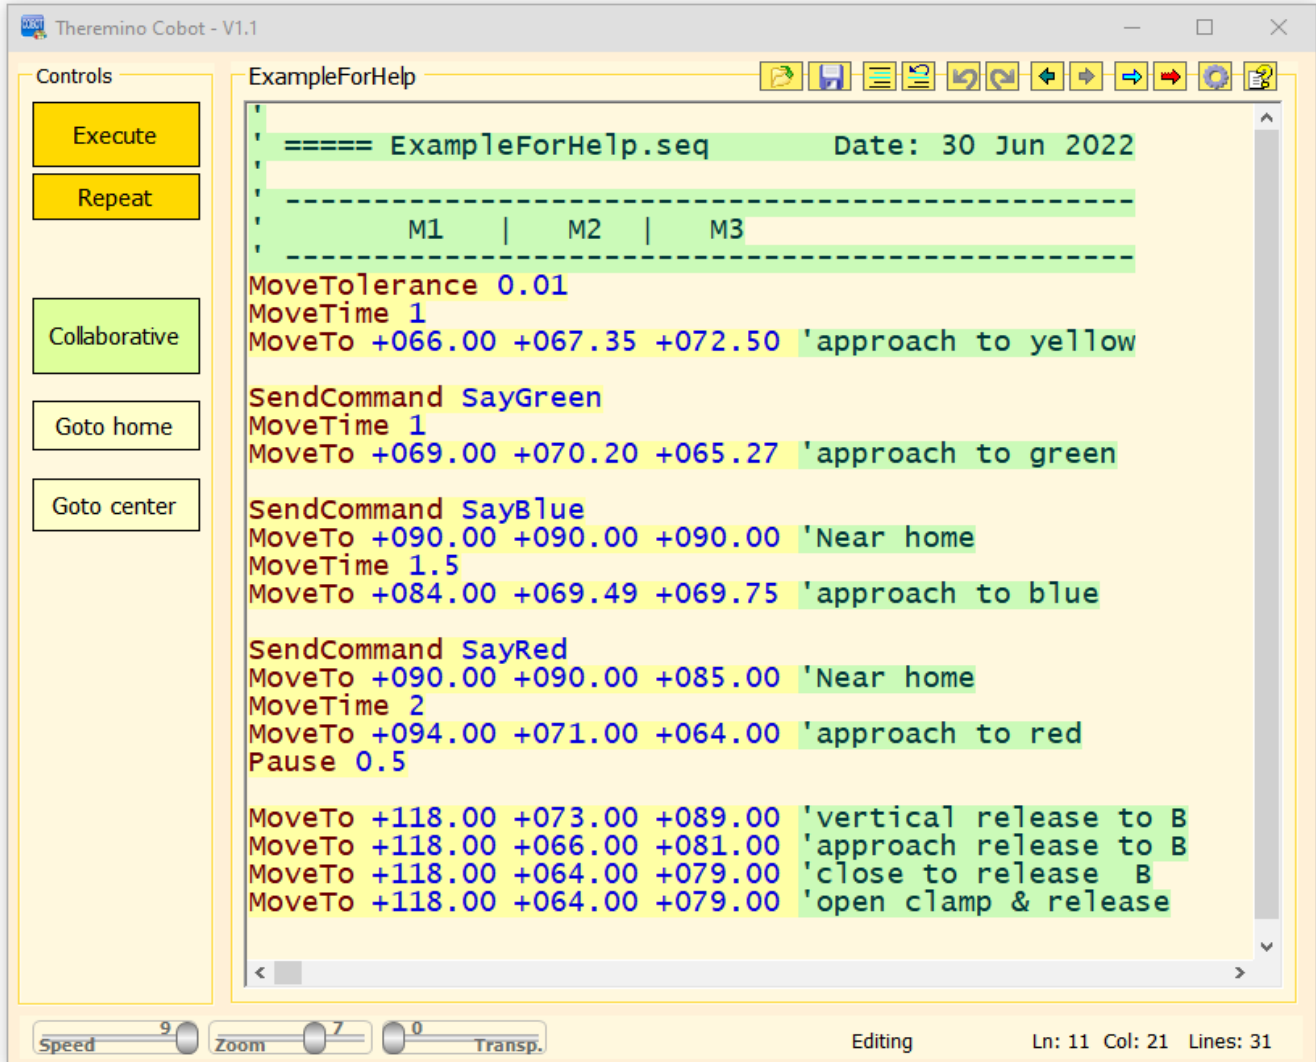 COBOT
Theremino Cobot - V1.1
Controls
Execute
Repeat
Collaborative
Goto home
Goto center
ExampleForHelp
'
' ===== ExampleForHelp.seq       Date: 30 Jun 2022
'
' ------------------------------------------------
'        M1   |   M2  |   M3
' ------------------------------------------------
MoveTolerance 0.01
MoveTime 1
MoveTo +066.00 +067.35 +072.50 'approach to yellow
SendCommand SayGreen
MoveTime 1
MoveTo +069.00 +070.20 +065.27 'approach to green
SendCommand SayBlue
MoveTo +090.00 +090.00 +090.00 'Near home
MoveTime 1.5
MoveTo +084.00 +069.49 +069.75 'approach to blue
SendCommand SayRed
MoveTo +090.00 +090.00 +085.00 'Near home
MoveTime 2
MoveTo +094.00 +071.00 +064.00 'approach to red
Pause 0.5
MoveTo +118.00 +073.00 +089.00 'vertical release to B
MoveTo +118.00 +066.00 +081.00 'approach release to B
MoveTo +118.00 +064.00 +079.00 'close to release  B
MoveTo +118.00 +064.00 +079.00 'open clamp & release
Speed 9 Zoom 7 0 Transp. Editing Ln: 11 Col: 21 Lines: 31